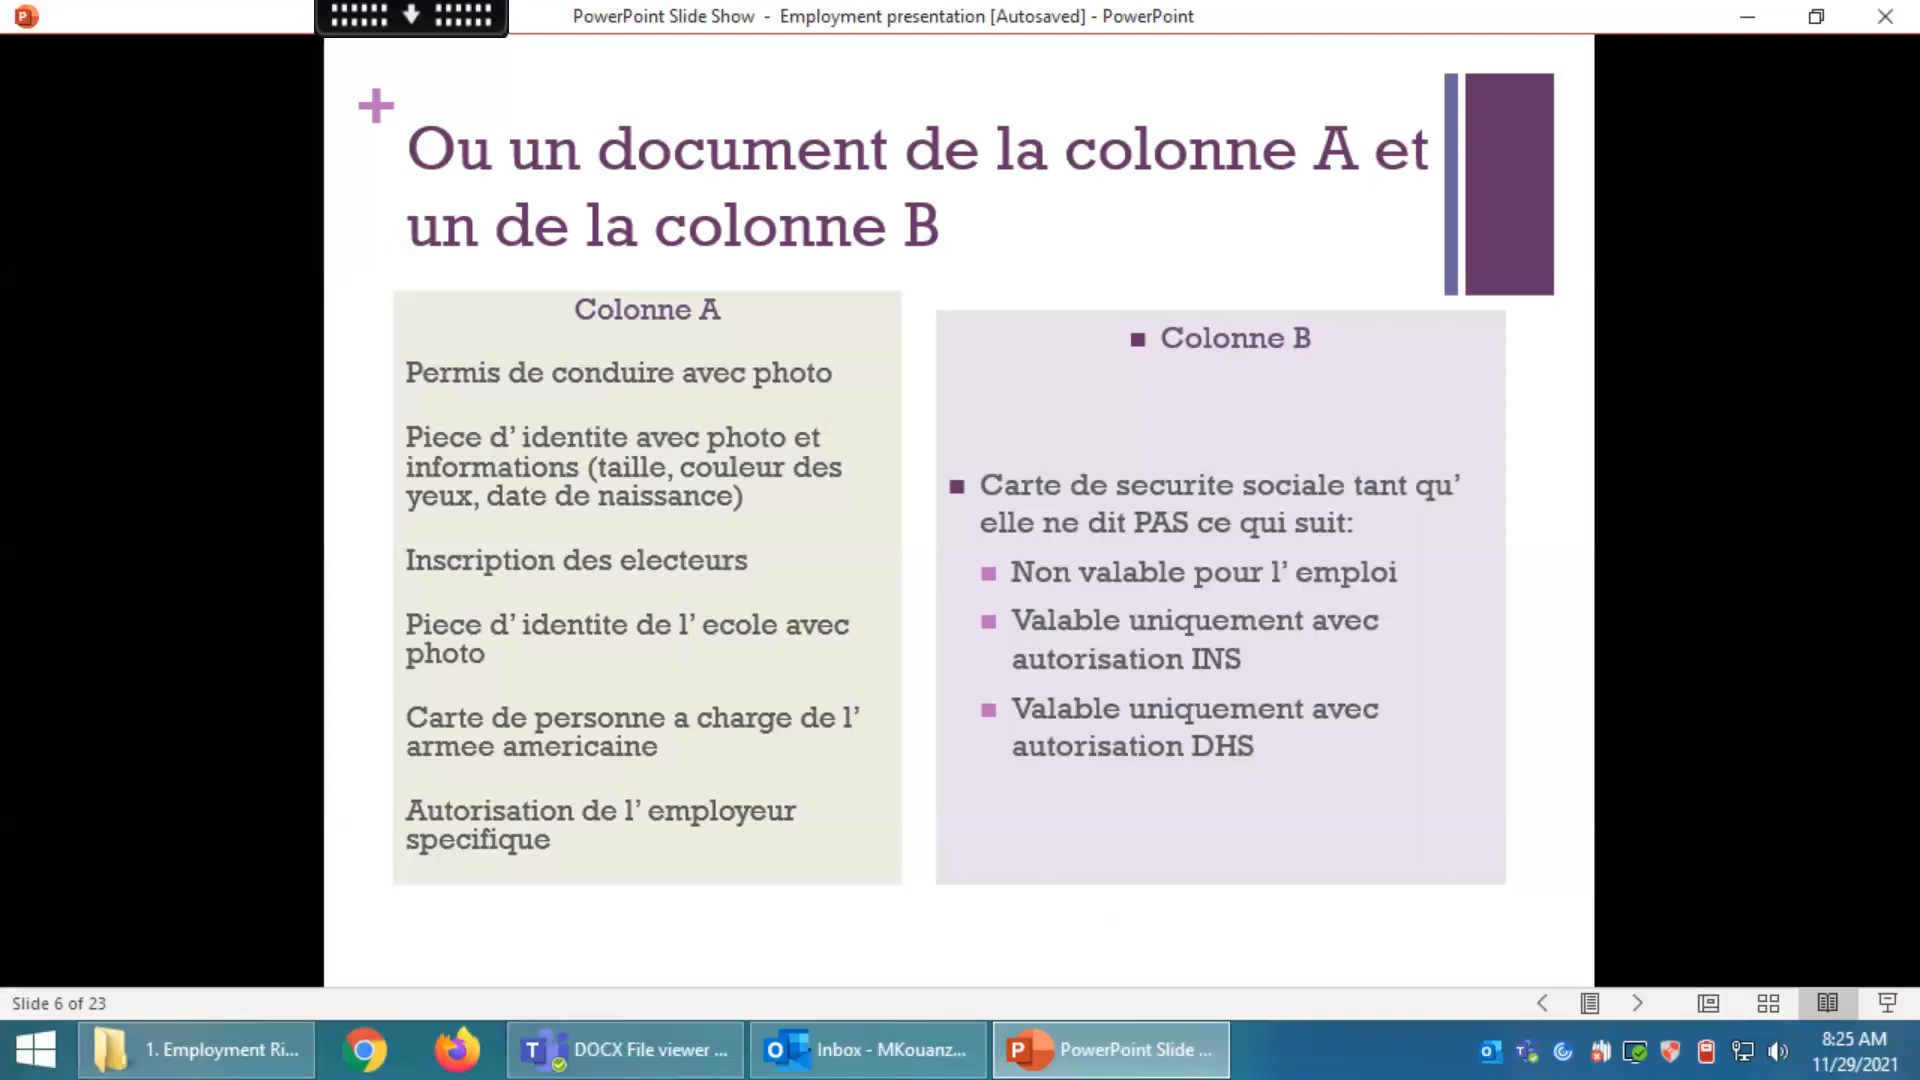 PowerPoint Slide Show - Employment presentation [Autosaved] - PowerPoint
+
Ou un document de la colonne A et
un de la colonne B
Colonne A
Permis de conduire avec photo
Piece d’ identite avec photo et
informations (taille, couleur des
yeux, date de naissance)
Inscription des electeurs
Piece d’ identite de l’ ecole avec
photo
Carte de personne a charge de l’
armee americaine
Autorisation de l’ employeur
specifique
Colonne B
Carte de securite sociale tant qu’
elle ne dit PAS ce qui suit:
Non valable pour l’ emploi
Valable uniquement avec
autorisation INS
Valable uniquement avec
autorisation DHS
Slide 6 of 23
1. Employment Ri...
DOCX File viewer ...
Inbox - MKouanz...
PowerPoint Slide ...
8:25 AM
11/29/2021